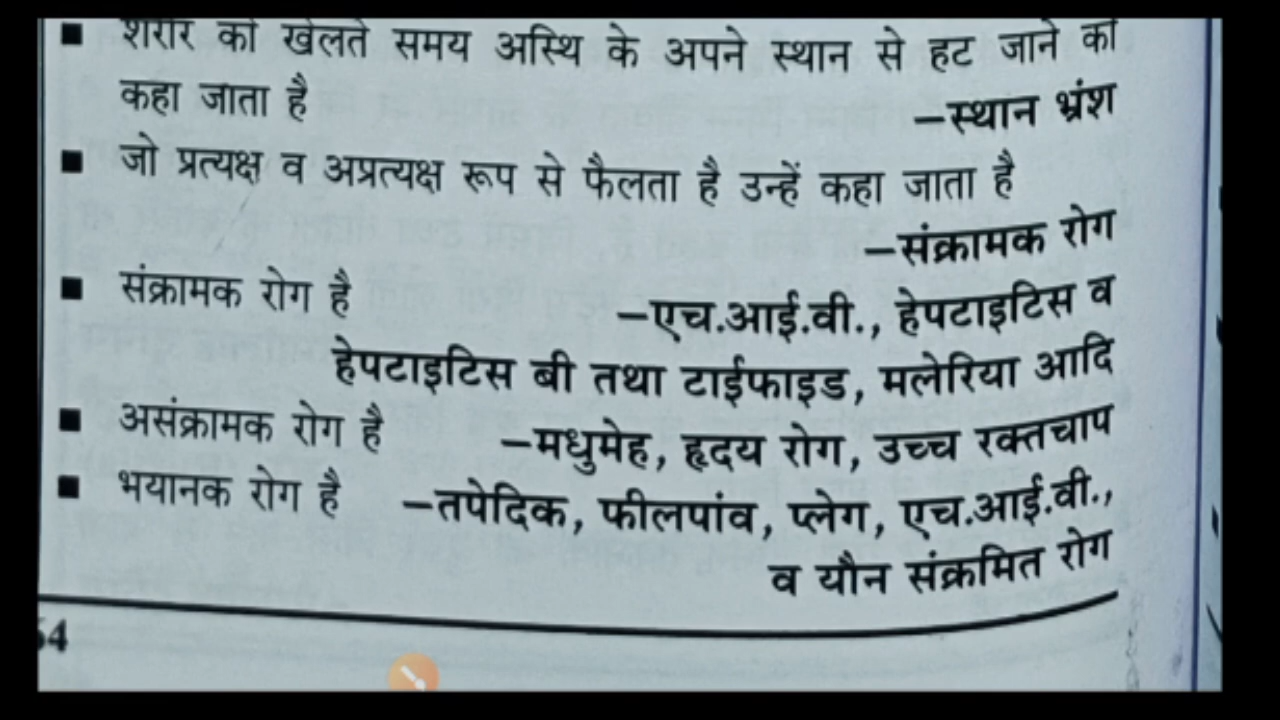 ▪ शरीर को खेलते समय अस्थि के अपने स्थान से हट जाने को
कहा जाता है –स्थान भ्रंश
▪ जो प्रत्यक्ष व अप्रत्यक्ष रूप से फैलता है उन्हें कहा जाता है
–संक्रामक रोग
▪ संक्रामक रोग है –एच.आई.वी., हेपटाइटिस व
हेपटाइटिस बी तथा टाईफाइड, मलेरिया आदि
▪ असंक्रामक रोग है –मधुमेह, हृदय रोग, उच्च रक्तचाप
▪ भयानक रोग है –तपेदिक, फीलपांव, प्लेग, एच.आई.वी.,
व यौन संक्रमित रोग